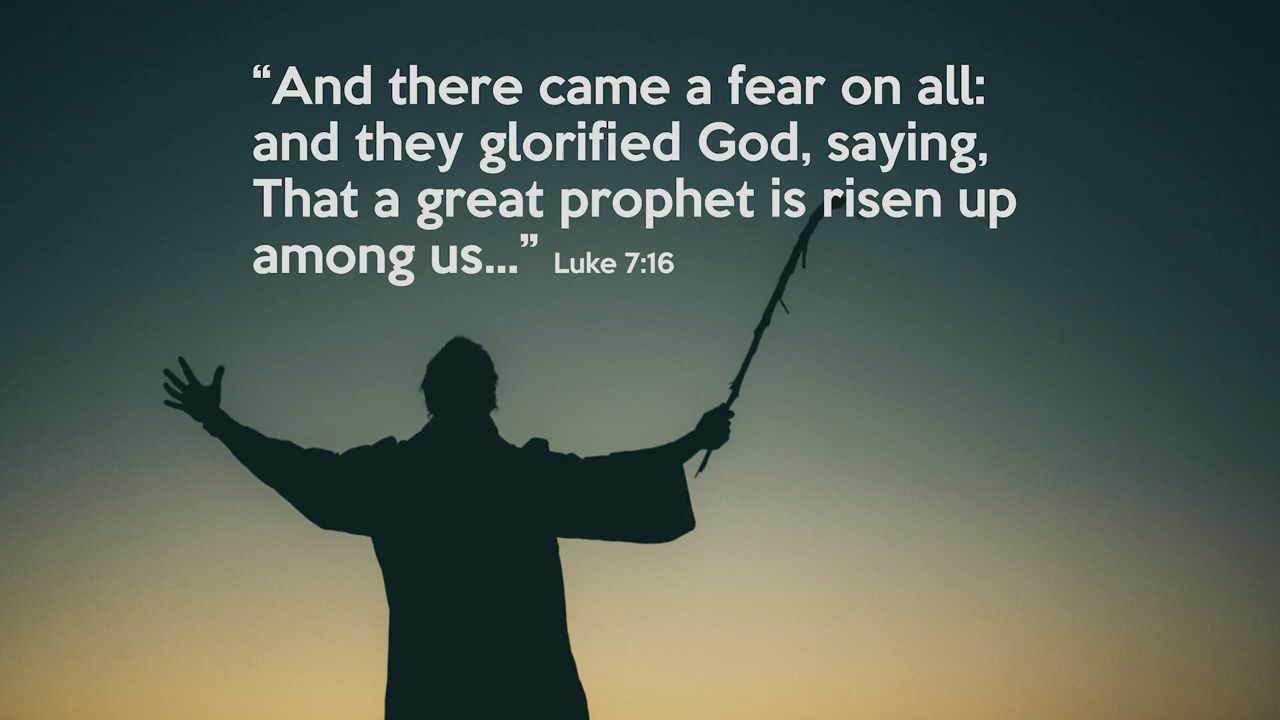 “And there came a fear on all:
and they glorified God, saying,
That a great prophet is risen up
among us...” Luke 7:16